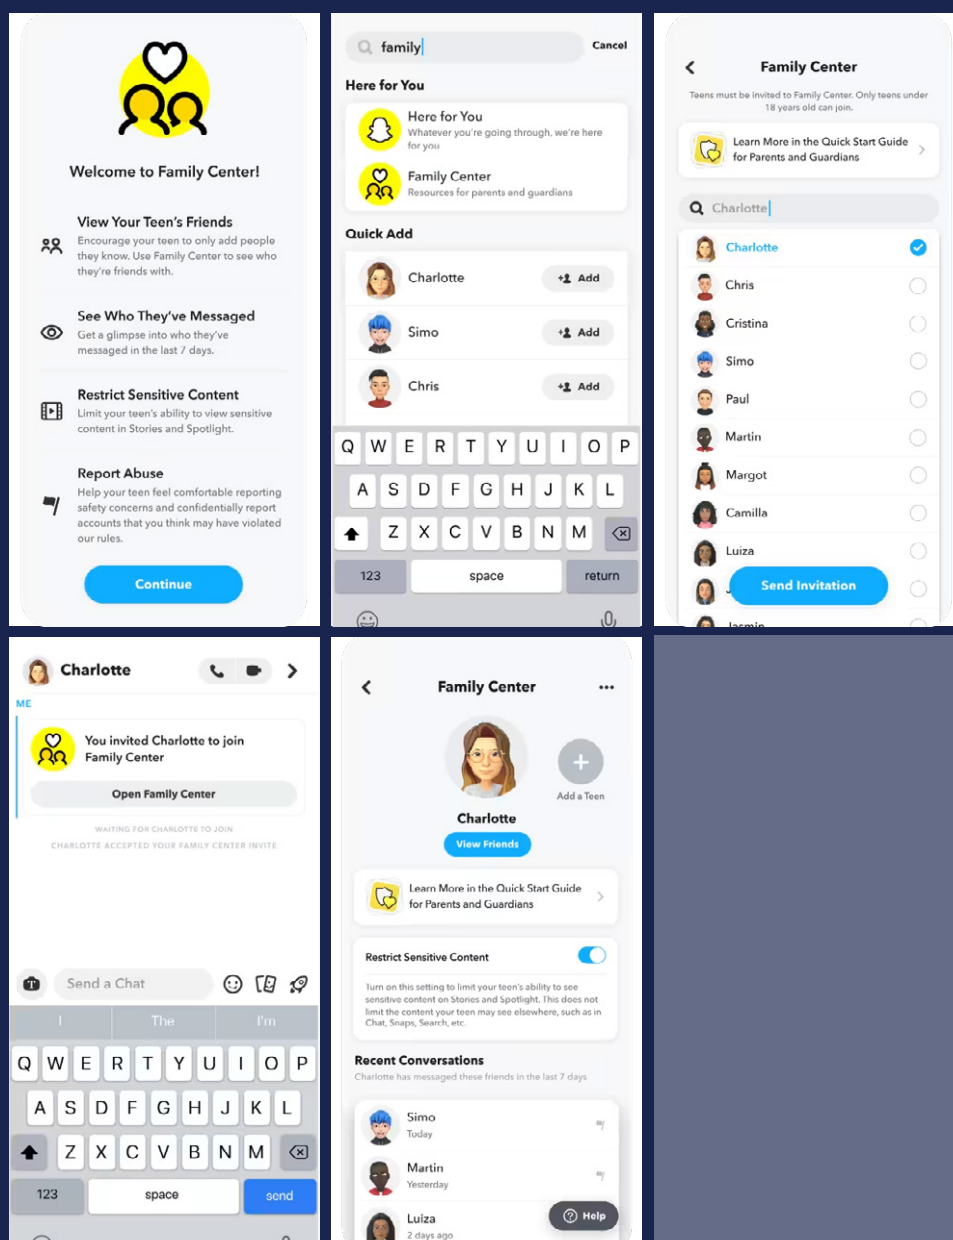 Welcome to Family Center!
View Your Teen's Friends
Encourage your teen to only add people
they know. Use Family Center to see who
they're friends with.
See Who They've Messaged
Get a glimpse into who they've
messaged in the last 7 days.
Restrict Sensitive Content
Limit your teen's ability to view sensitive
content in Stories and Spotlight.
Report Abuse
Help your teen feel comfortable reporting
safety concerns and confidentially report
accounts that you think may have violated
our rules.
Continue
family
Cancel
Here for You
Here for You
Whatever you're going through, we're here
for you
Family Center
Resources for parents and guardians
Quick Add
Charlotte
Add
Simo
Add
Chris
Add
Q W E R T Y U I O P
A S D F G H J K L
Z X C V B N M
123 space return
Family Center
Teens must be invited to Family Center. Only teens under
18 years old can join.
Learn More in the Quick Start Guide
for Parents and Guardians
Charlotte
Charlotte
Chris
Cristina
Simo
Paul
Martin
Margot
Camilla
Luiza
Send Invitation
Jasmin
Charlotte
ME
You invited Charlotte to join
Family Center
Open Family Center
WAITING FOR CHARLOTTE TO JOIN
CHARLOTTE ACCEPTED YOUR FAMILY CENTER INVITE
T
Send a Chat
I The I'm
Q W E R T Y U I O P
A S D F G H J K L
Z X C V B N M
123 space send
Family Center
Add a Teen
Charlotte
View Friends
Learn More in the Quick Start Guide
for Parents and Guardians
Restrict Sensitive Content
Turn on this setting to limit your teen's ability to see
sensitive content on Stories and Spotlight. This does not
limit the content your teen may see elsewhere, such as in
Chat, Snaps, Search, etc.
Recent Conversations
Charlotte has messaged these friends in the last 7 days
Simo
Today
Martin
Yesterday
Luiza
2 days ago
Help